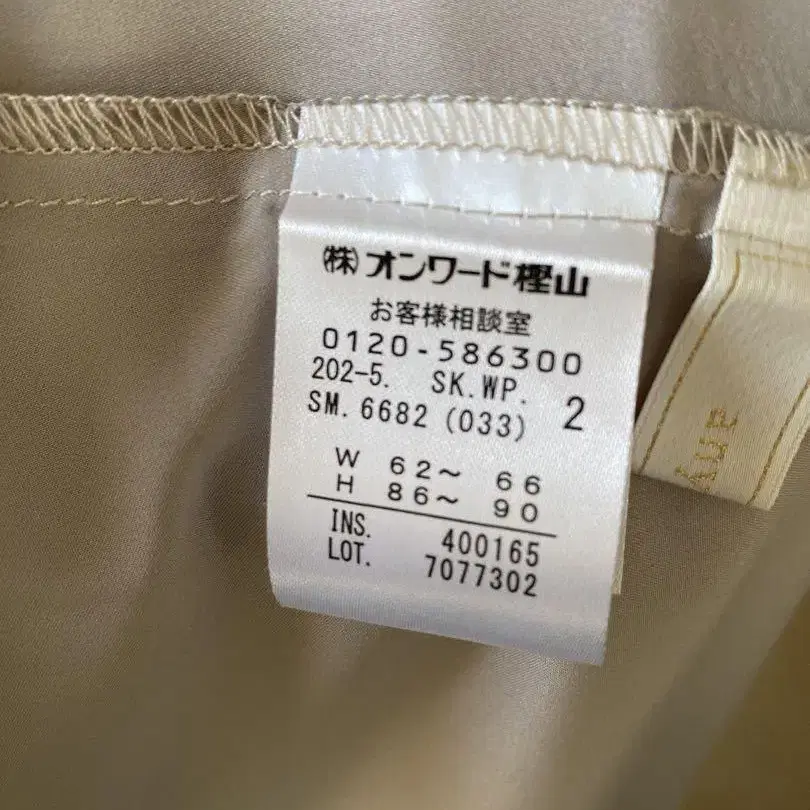 ㈱オンワード樫山
お客様相談室
0120-586300
202-5. SK.WP. 2
SM.6682 (033)
W 62～ 66
H 86～ 90
INS. 400165
LOT. 7077302